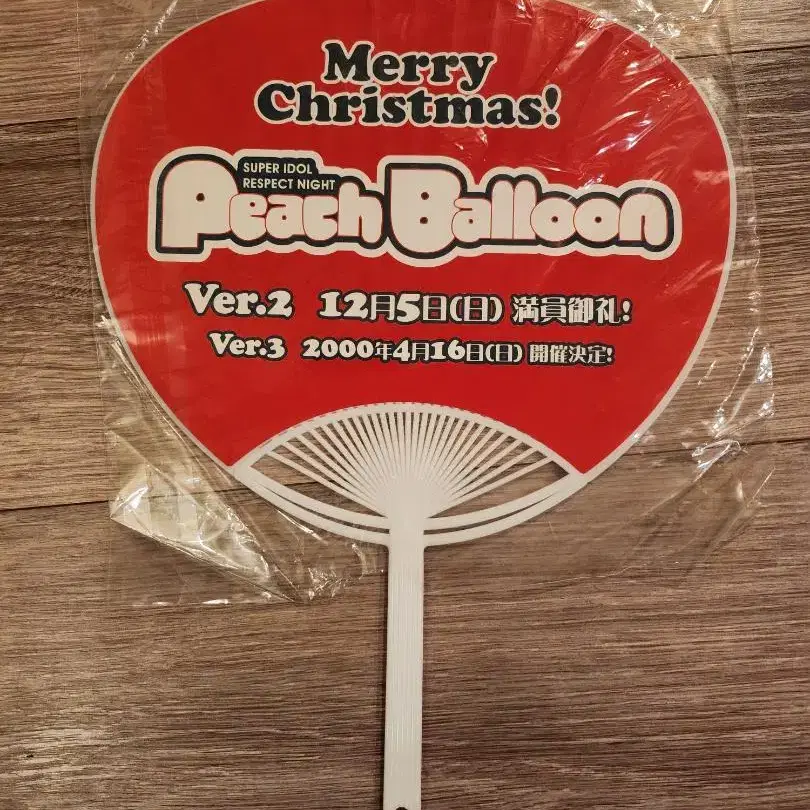 Merry
Christmas!
SUPER IDOL
RESPECT NIGHT
Peach Balloon
Ver.2 12月5日(日) 満員御礼!
Ver.3 2000年4月16日(日) 開催決定!